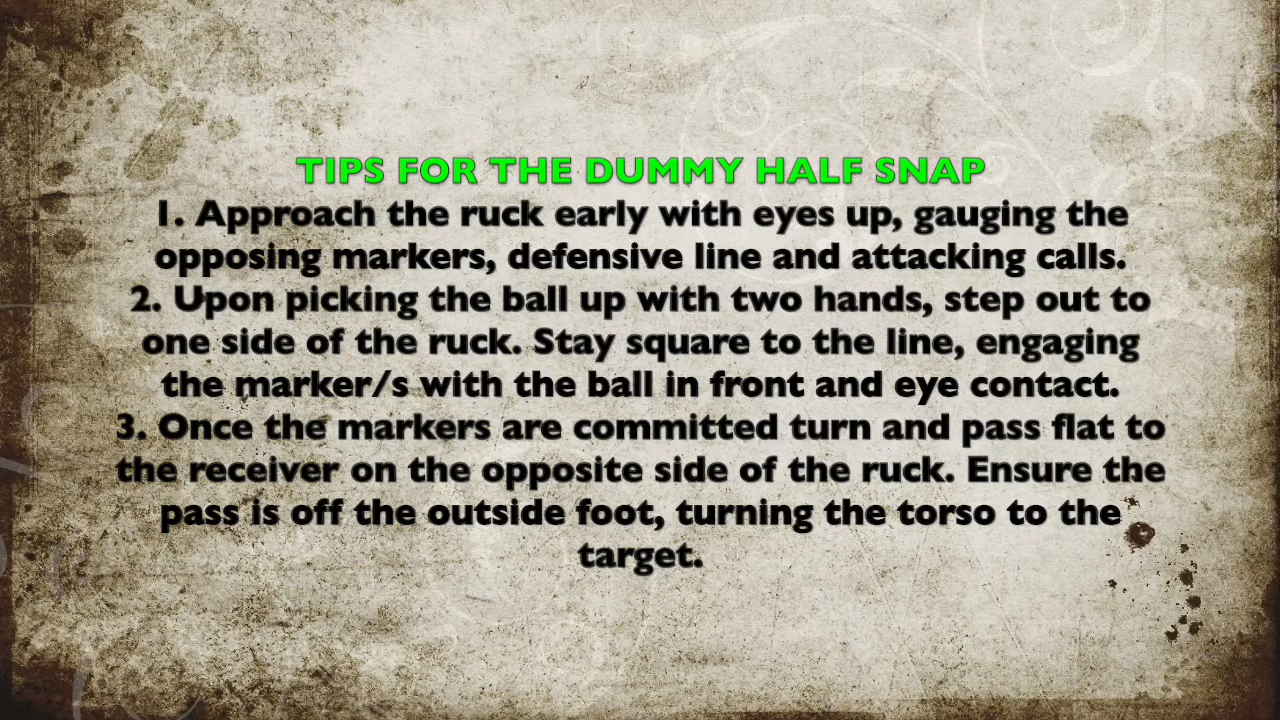 TIPS FOR THE DUMMY HALF SNAP
1. Approach the ruck early with eyes up, gauging the
opposing markers, defensive line and attacking calls.
2. Upon picking the ball up with two hands, step out to
one side of the ruck. Stay square to the line, engaging
the marker/s with the ball in front and eye contact.
3. Once the markers are committed turn and pass flat to
the receiver on the opposite side of the ruck. Ensure the
pass is off the outside foot, turning the torso to the
target.